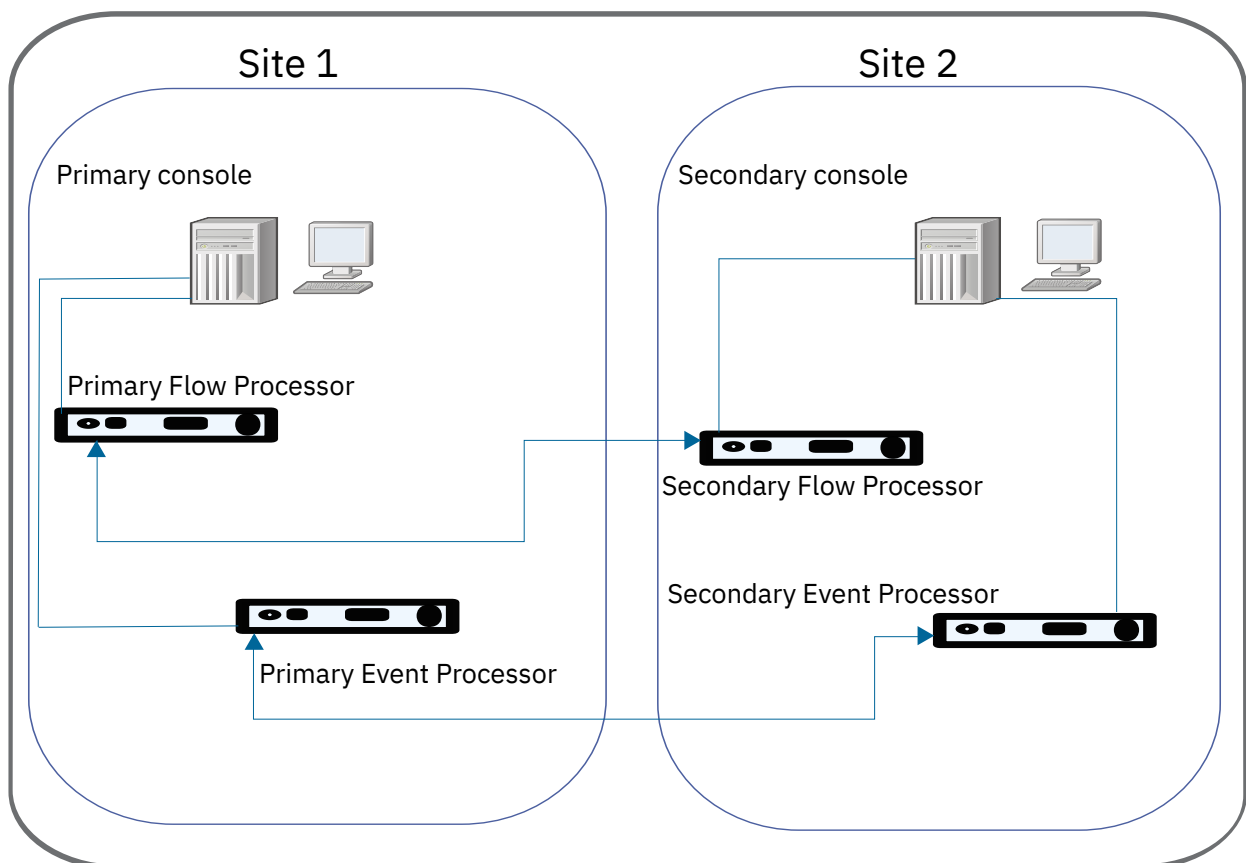 Site 1
Site 2
Primary console
Secondary console
Primary Flow Processor
Secondary Flow Processor
Secondary Event Processor
Primary Event Processor